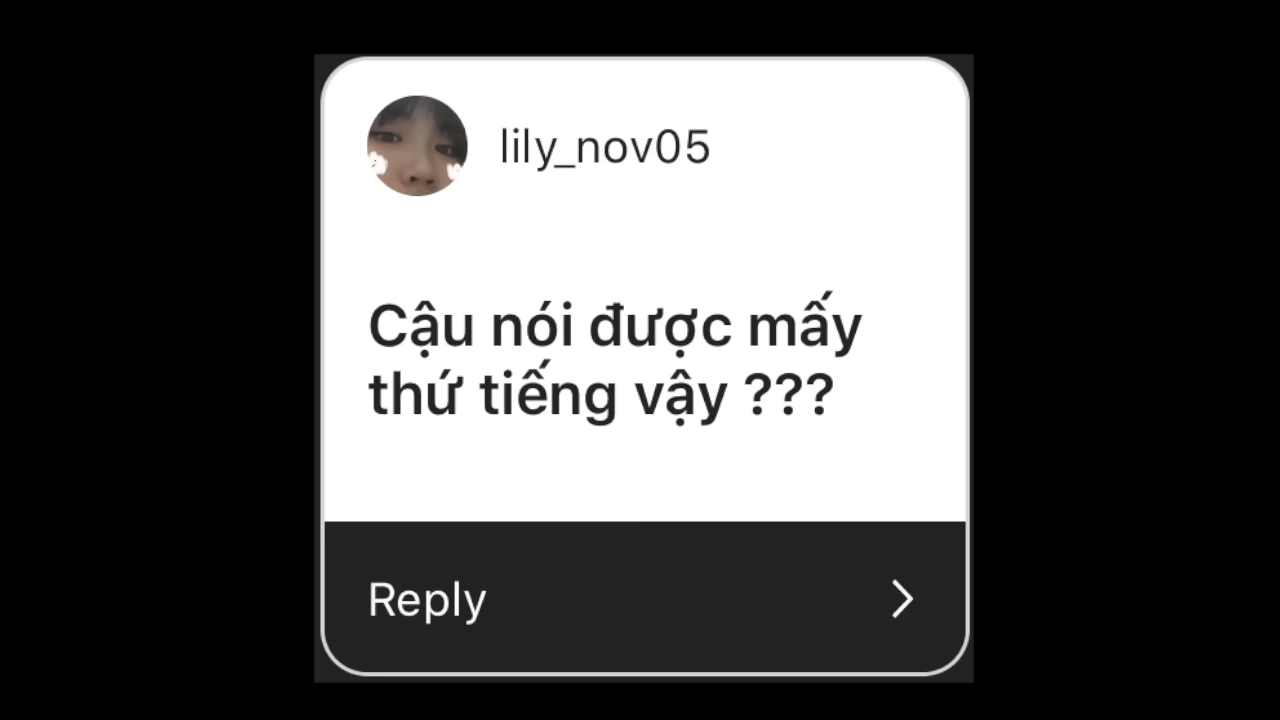 lily_nov05
Cậu nói được mấy
thứ tiếng vậy ???
Reply